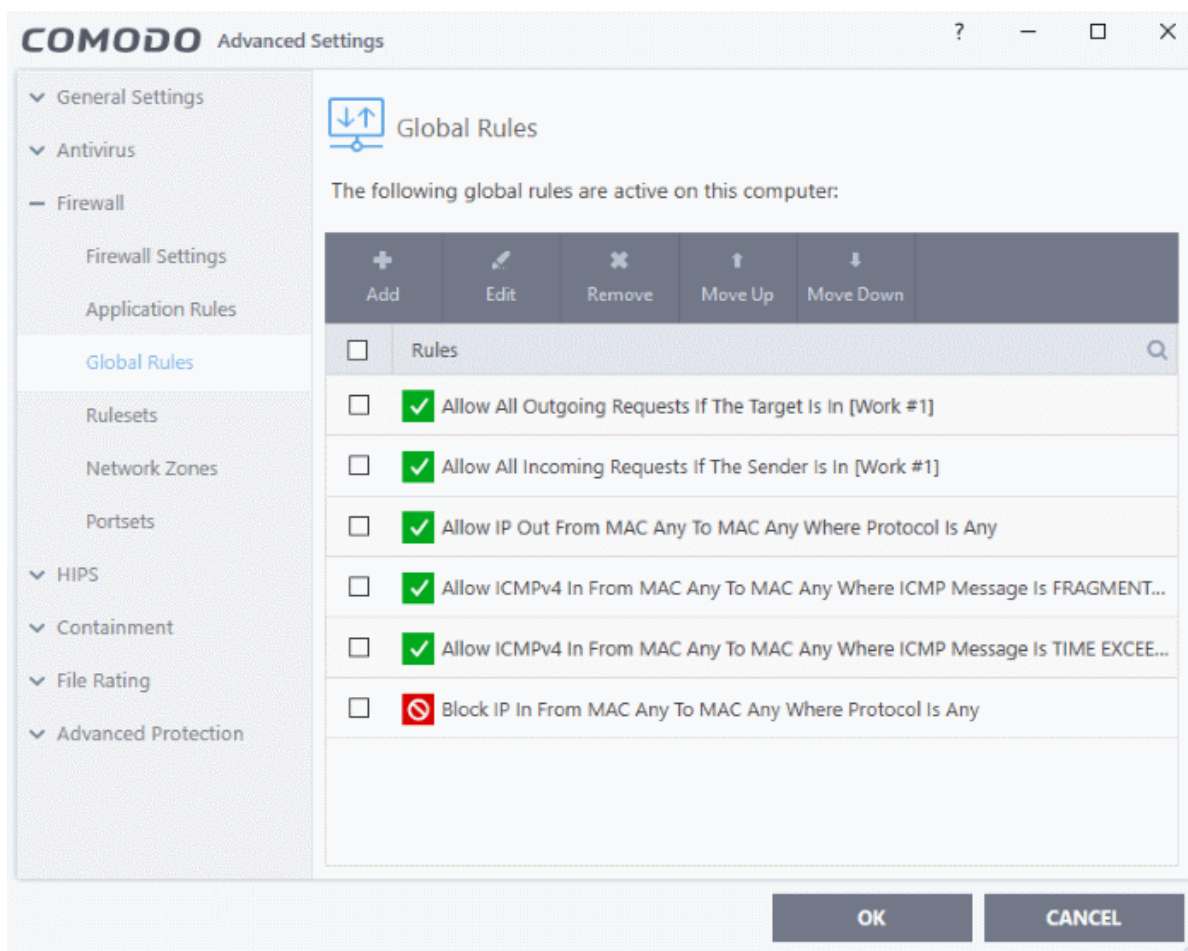 COMODO Advanced Settings
?
General Settings
Antivirus
Firewall
Firewall Settings
Application Rules
Global Rules
Rulesets
Network Zones
Portsets
HIPS
Containment
File Rating
Advanced Protection
Global Rules
The following global rules are active on this computer:
Add Edit Remove Move Up Move Down
Rules
Allow All Outgoing Requests If The Target Is In [Work #1]
Allow All Incoming Requests If The Sender Is In [Work #1]
Allow IP Out From MAC Any To MAC Any Where Protocol Is Any
Allow ICMPv4 In From MAC Any To MAC Any Where ICMP Message Is FRAGMENT...
Allow ICMPv4 In From MAC Any To MAC Any Where ICMP Message Is TIME EXCEE...
Block IP In From MAC Any To MAC Any Where Protocol Is Any
OK CANCEL